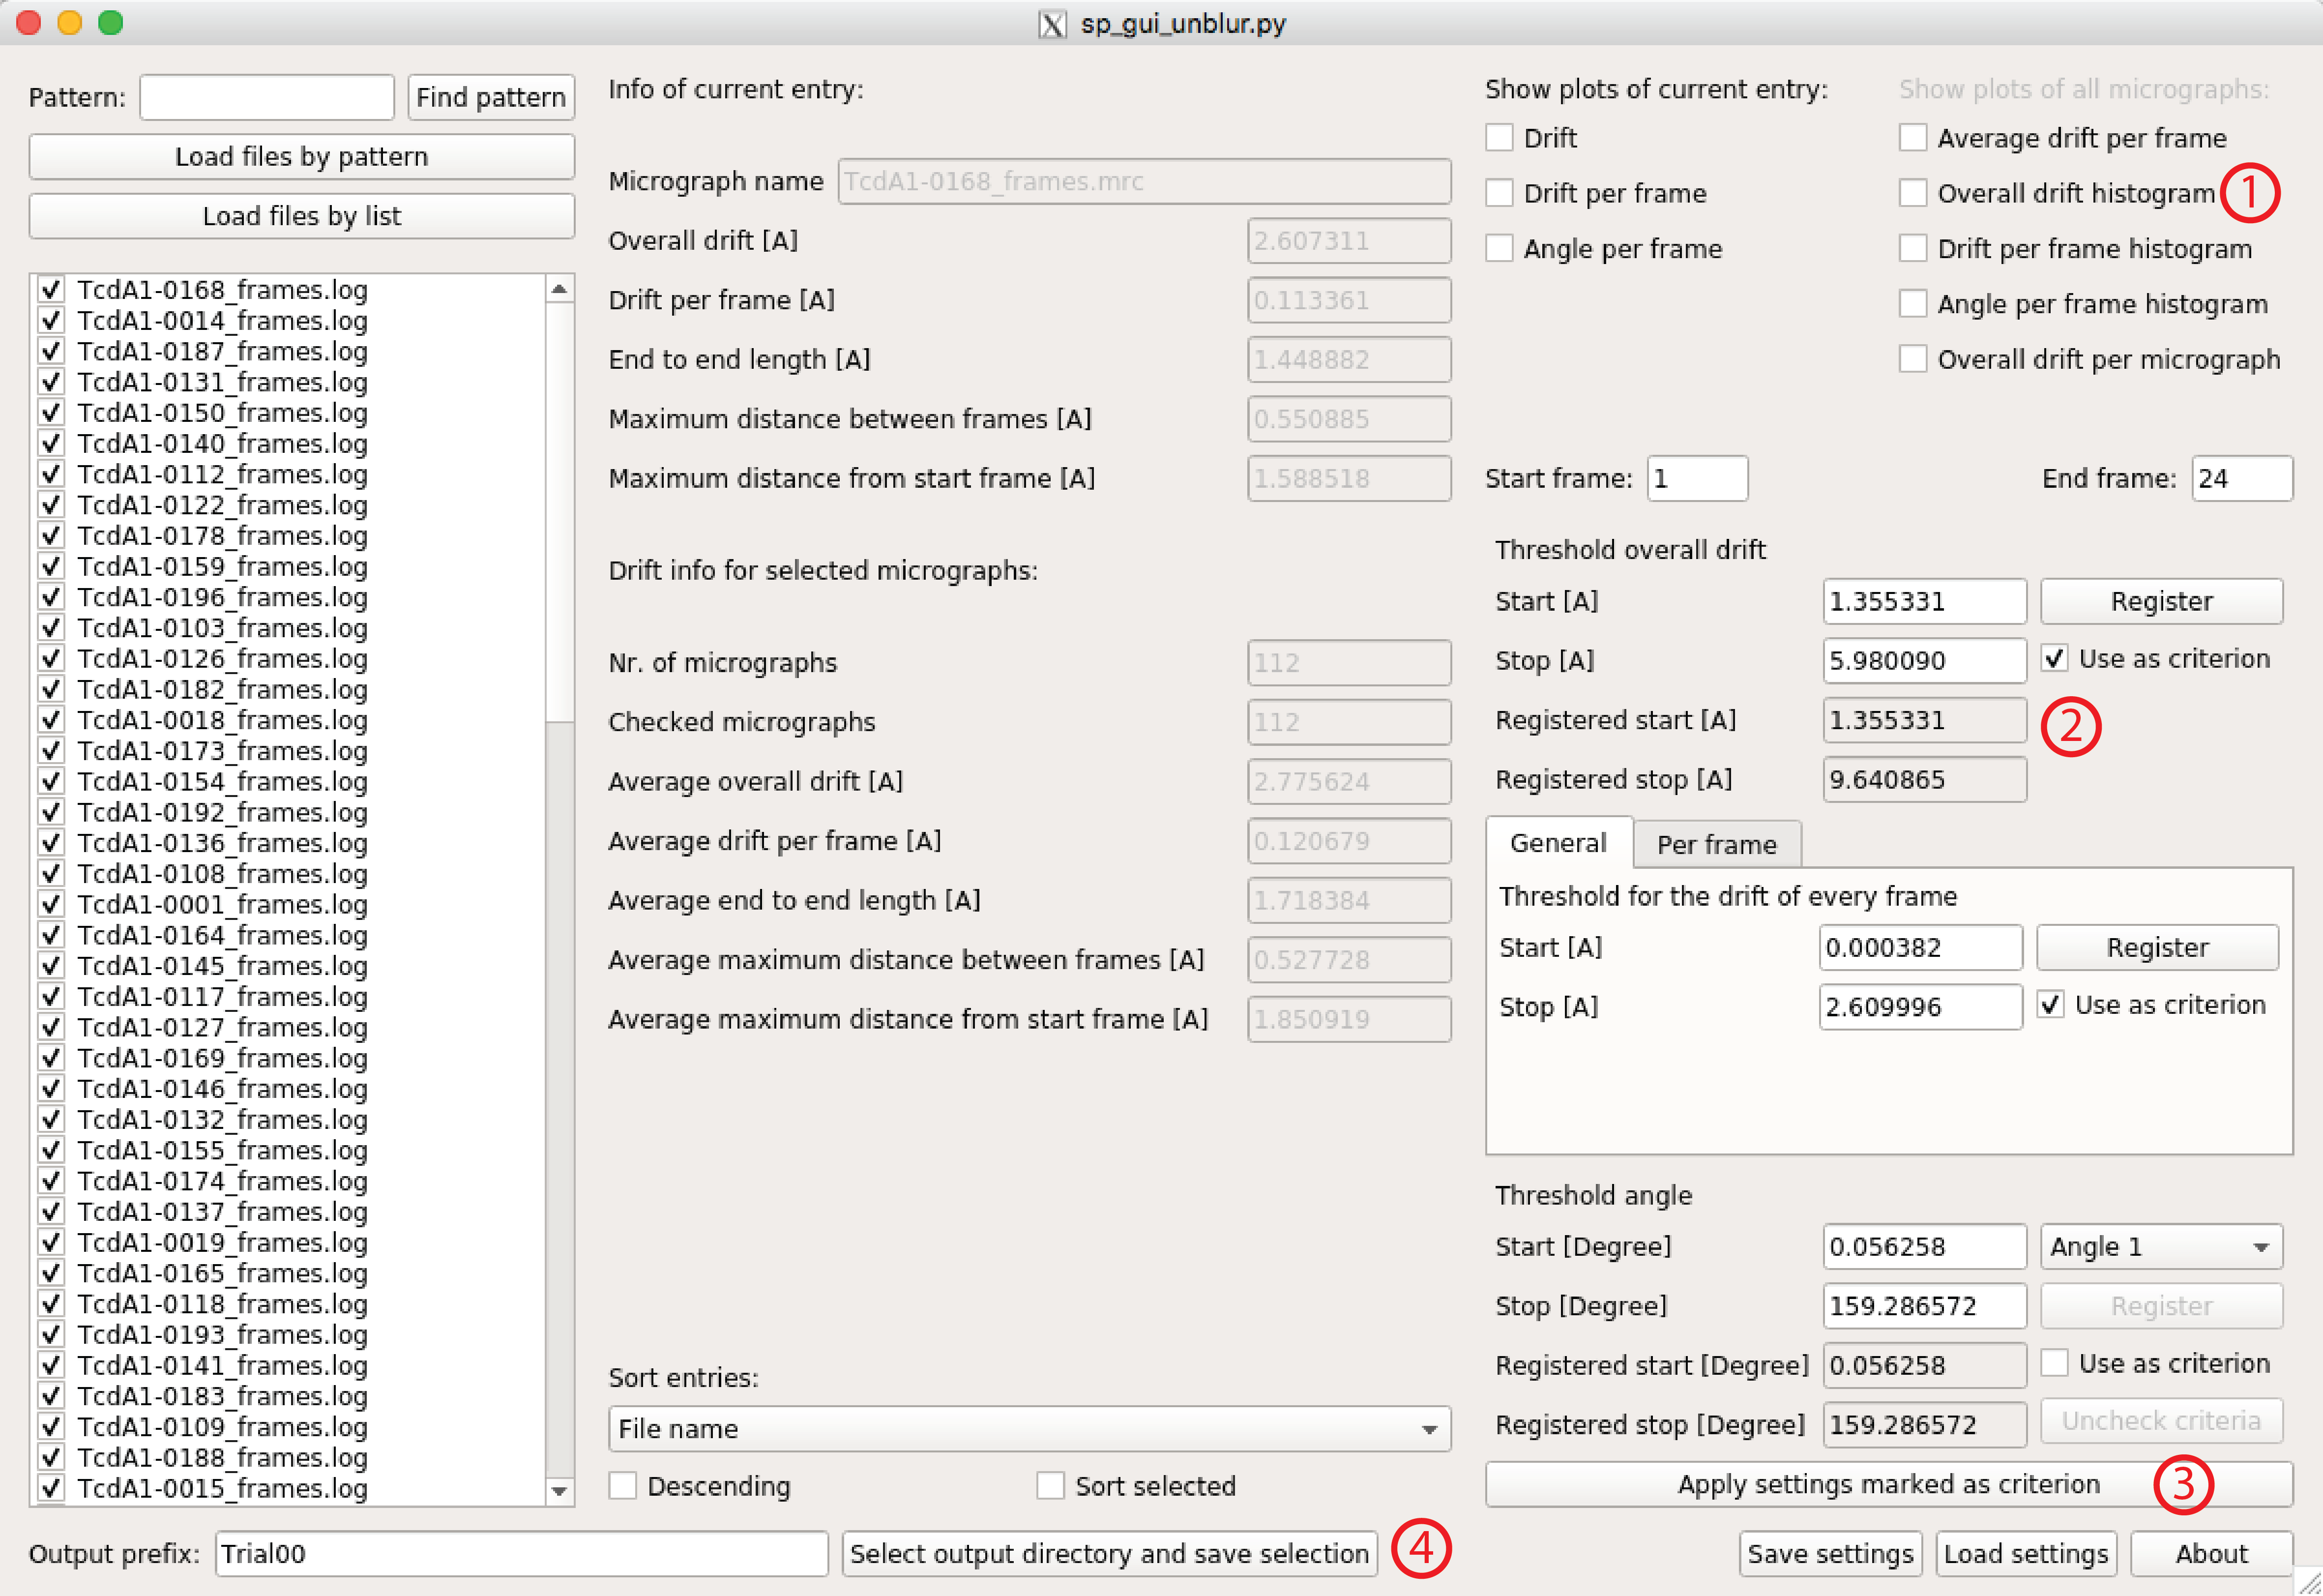 sp_gui_unblur.py
Pattern:
Find pattern
Load files by pattern
Load files by list
TcdA1-0168_frames.log
TcdA1-0014_frames.log
TcdA1-0187_frames.log
TcdA1-0131_frames.log
TcdA1-0150_frames.log
TcdA1-0140_frames.log
TcdA1-0112_frames.log
TcdA1-0122_frames.log
TcdA1-0178_frames.log
TcdA1-0159_frames.log
TcdA1-0196_frames.log
TcdA1-0103_frames.log
TcdA1-0126_frames.log
TcdA1-0182_frames.log
TcdA1-0018_frames.log
TcdA1-0173_frames.log
TcdA1-0154_frames.log
TcdA1-0192_frames.log
TcdA1-0136_frames.log
TcdA1-0108_frames.log
TcdA1-0001_frames.log
TcdA1-0164_frames.log
TcdA1-0145_frames.log
TcdA1-0117_frames.log
TcdA1-0127_frames.log
TcdA1-0169_frames.log
TcdA1-0146_frames.log
TcdA1-0132_frames.log
TcdA1-0155_frames.log
TcdA1-0174_frames.log
TcdA1-0137_frames.log
TcdA1-0019_frames.log
TcdA1-0165_frames.log
TcdA1-0118_frames.log
TcdA1-0193_frames.log
TcdA1-0141_frames.log
TcdA1-0183_frames.log
TcdA1-0109_frames.log
TcdA1-0188_frames.log
TcdA1-0015_frames.log
Info of current entry:
Micrograph name TcdA1-0168_frames.mrc
Overall drift [A] 2.607311
Drift per frame [A] 0.113361
End to end length [A] 1.448882
Maximum distance between frames [A] 0.550885
Maximum distance from start frame [A] 1.588518
Drift info for selected micrographs:
Nr. of micrographs 112
Checked micrographs 112
Average overall drift [A] 2.775624
Average drift per frame [A] 0.120679
Average end to end length [A] 1.718384
Average maximum distance between frames [A] 0.527728
Average maximum distance from start frame [A] 1.850919
Sort entries:
File name
Descending
Sort selected
Show plots of current entry:
Drift
Drift per frame
Angle per frame
Show plots of all micrographs:
Average drift per frame
Overall drift histogram 1
Drift per frame histogram
Angle per frame histogram
Overall drift per micrograph
Start frame: 1
End frame: 24
Threshold overall drift
Start [A] 1.355331 Register
Stop [A] 5.980090 Use as criterion
Registered start [A] 1.355331 2
Registered stop [A] 9.640865
General
Per frame
Threshold for the drift of every frame
Start [A] 0.000382 Register
Stop [A] 2.609996 Use as criterion
Threshold angle
Start [Degree] 0.056258 Angle 1
Stop [Degree] 159.286572 Register
Registered start [Degree] 0.056258 Use as criterion
Registered stop [Degree] 159.286572 Uncheck criteria
Apply settings marked as criterion 3
Output prefix: Trial00
Select output directory and save selection 4
Save settings
Load settings
About